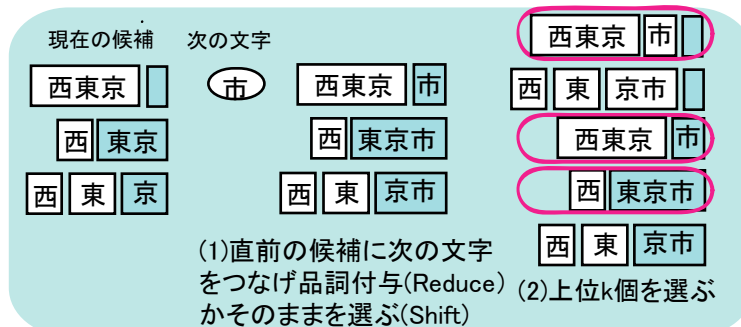 現在の候補 次の文字
西東京 市 西東京 市
西 東京 西 東京市
西 東 京 西 東 京市
(1)直前の候補に次の文字
をつなげ品詞付与(Reduce)
かそのままを選ぶ(Shift)
西東京 市
西 東 京市
西東京 市
西 東京市
西 東 京市
(2)上位k個を選ぶ